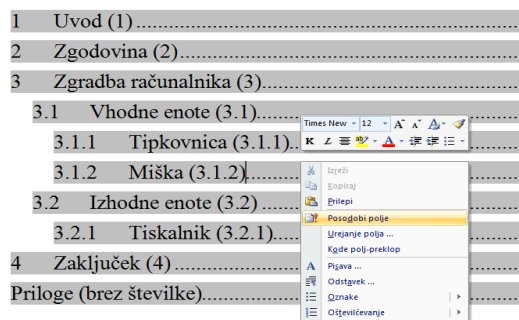 1 Uvod (1)
2 Zgodovina (2)
3 Zgradba računalnika (3)
3.1 Vhodne enote (3.1)
3.1.1 Tipkovnica (3.1.1)
3.1.2 Miška (3.1.2)
3.2 Izhodne enote (3.2)
3.2.1 Tiskalnik (3.2.1)
4 Zaključek (4)
Priloge (brez številke)
Times New 12 A A A
K L A
Izreži
Kopiraj
Prilepi
Posodobi polje
Urejanje polja ...
Kode polj-preklop
Pisava ...
Odstavek ...
Oznake
Oštevilčevanje